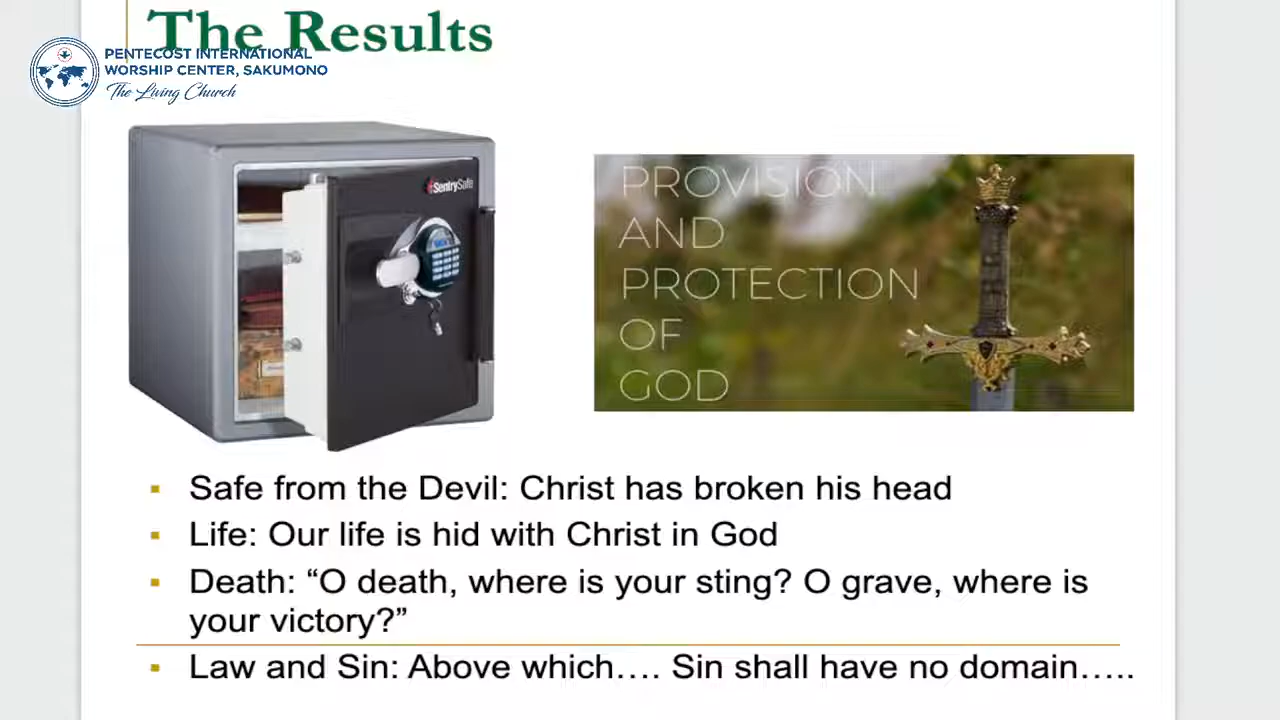 The Results
PENTECOST INTERNATIONAL
WORSHIP CENTER, SAKUMONO
The Living Church
SentrySafe
PROVISION
AND
PROTECTION
OF
GOD
▪ Safe from the Devil: Christ has broken his head
▪ Life: Our life is hid with Christ in God
▪ Death: “O death, where is your sting? O grave, where is
your victory?”
▪ Law and Sin: Above which…. Sin shall have no domain…..